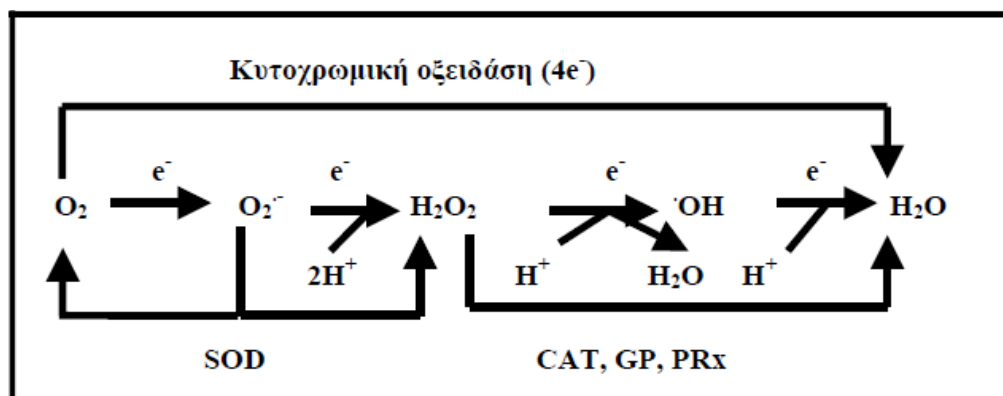 Κυτοχρωμική οξειδάση (4e⁻)
e⁻ e⁻ e⁻ e⁻
O₂ O₂·⁻ H₂O₂ ·OH H₂O
2H⁺ H⁺ H₂O H⁺
SOD CAT, GP, PRx